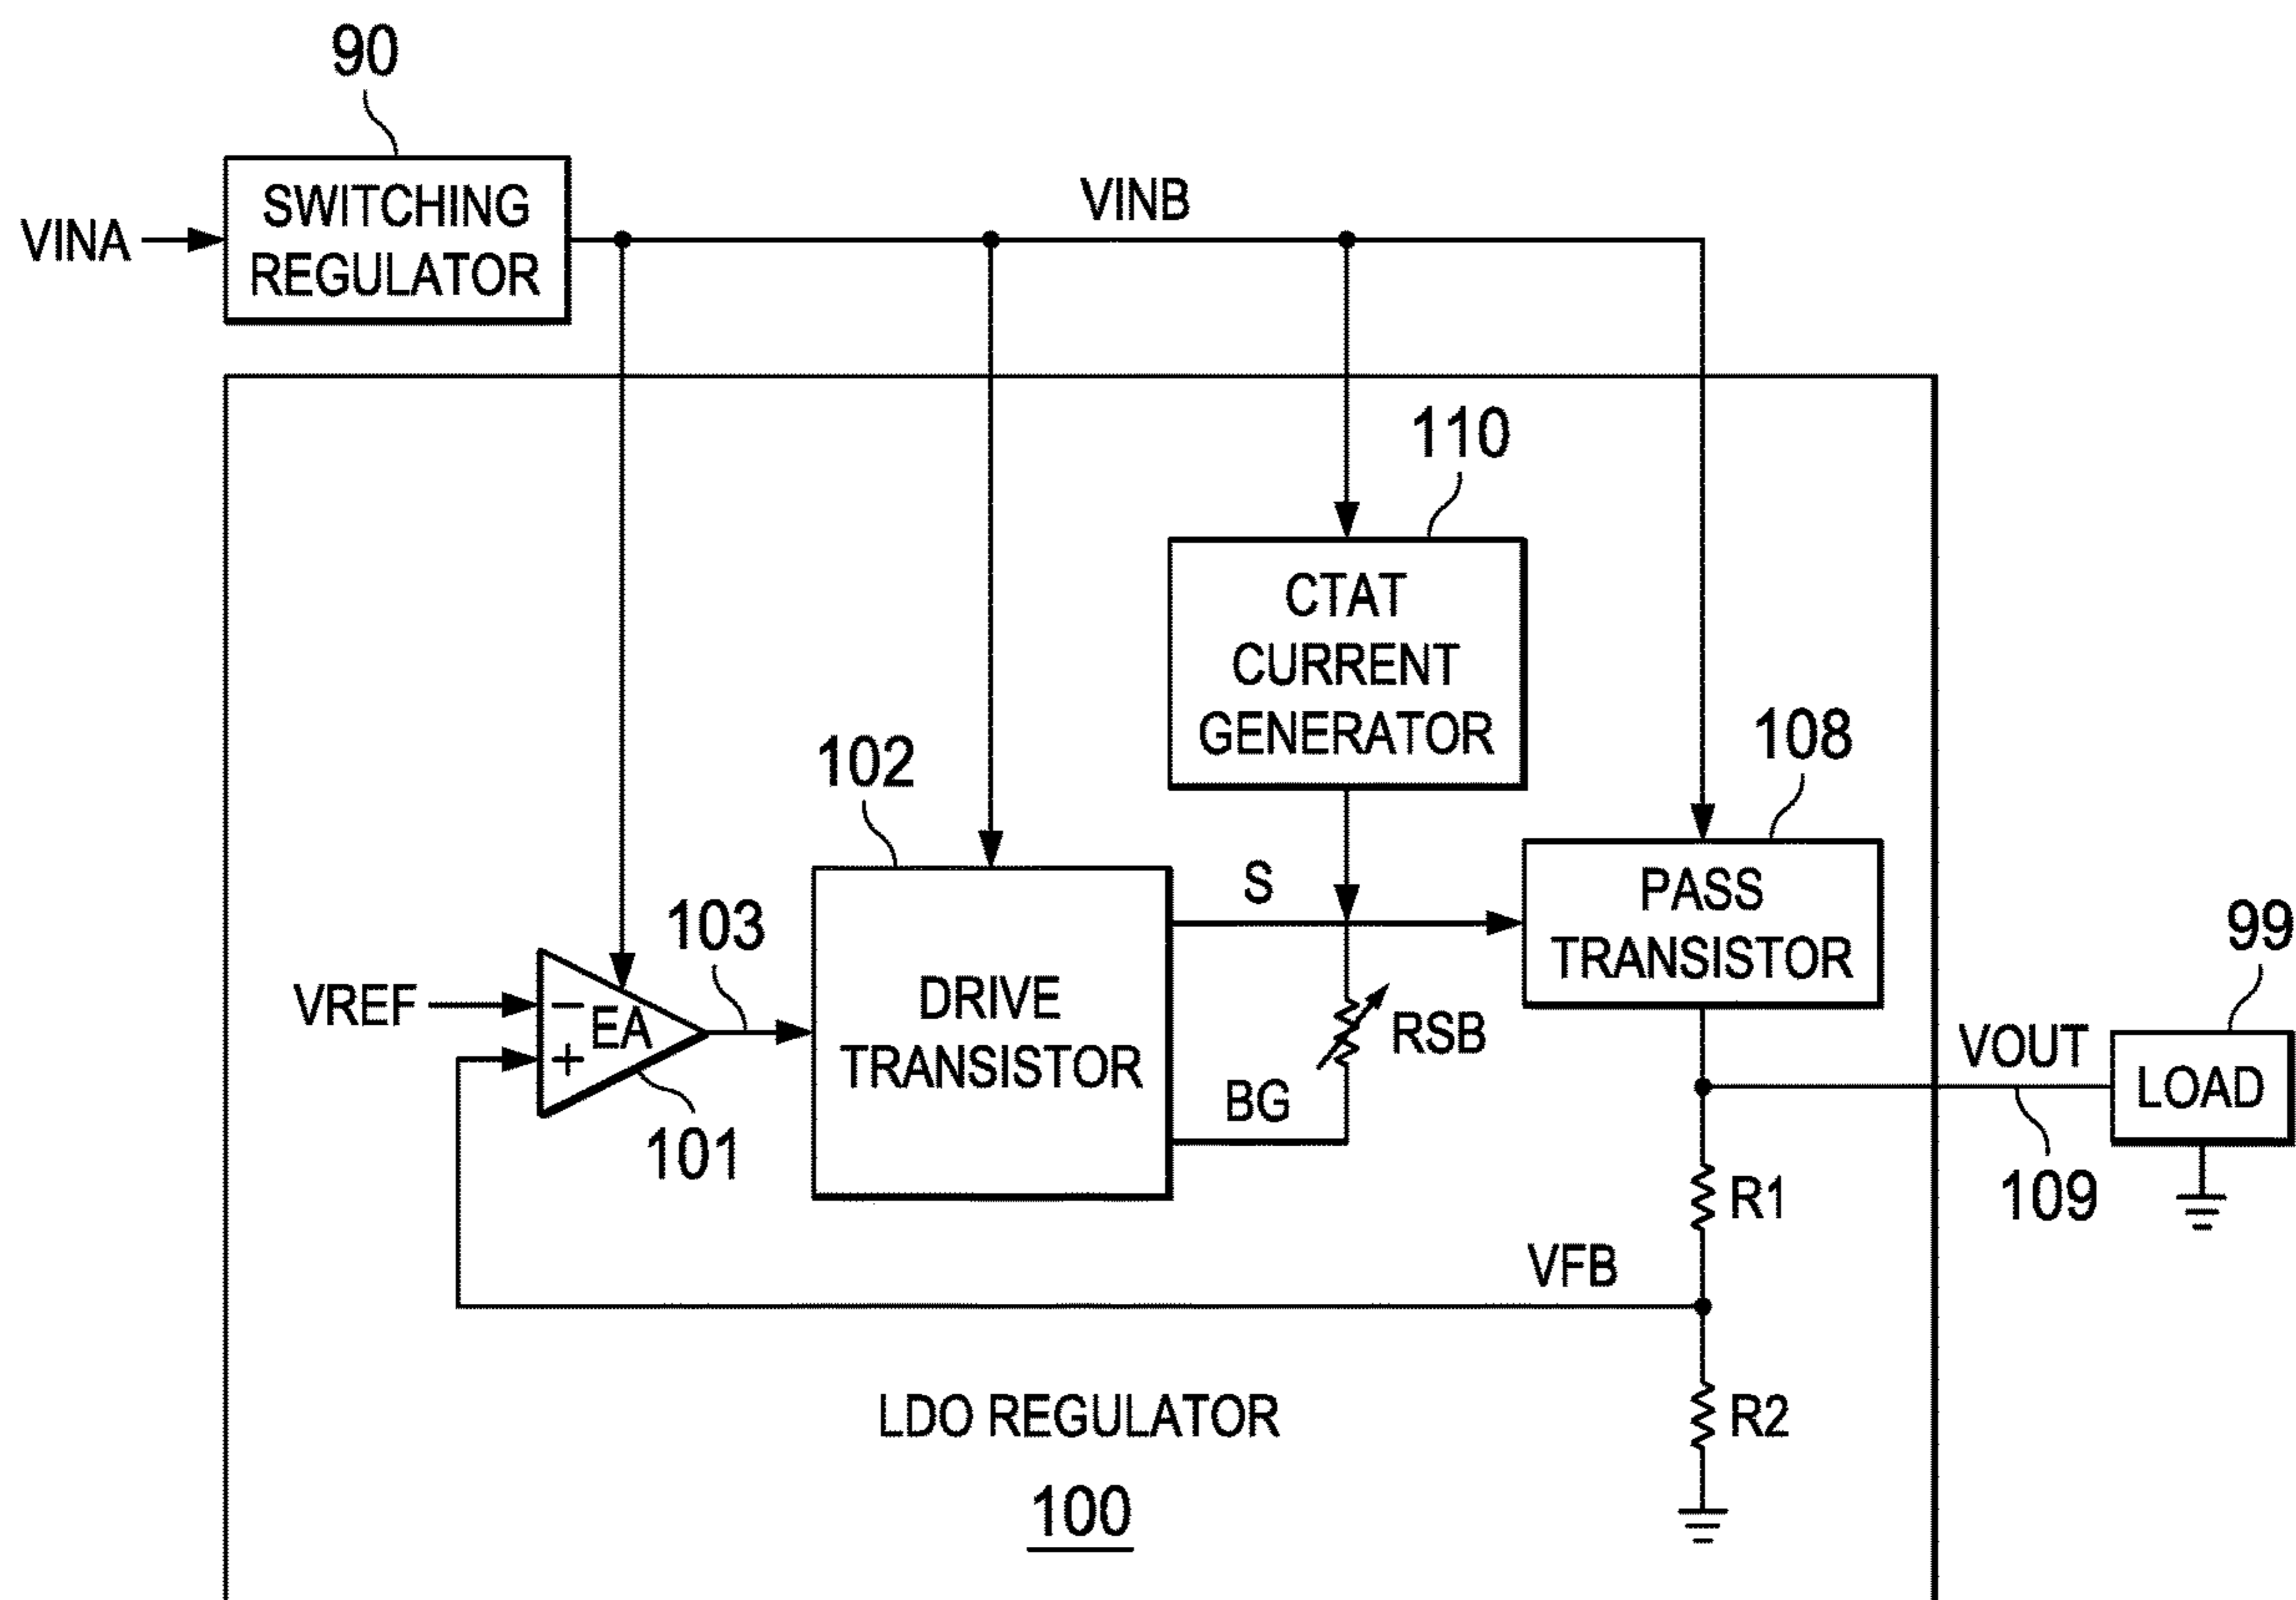 90
SWITCHING
REGULATOR
VINA
VINB
110
CTAT
CURRENT
GENERATOR
108
102
PASS
TRANSISTOR
S
103
99
VREF
−
EA
+
DRIVE
TRANSISTOR
RSB
VOUT
LOAD
BG
101
109
R1
VFB
LDO REGULATOR
R2
100